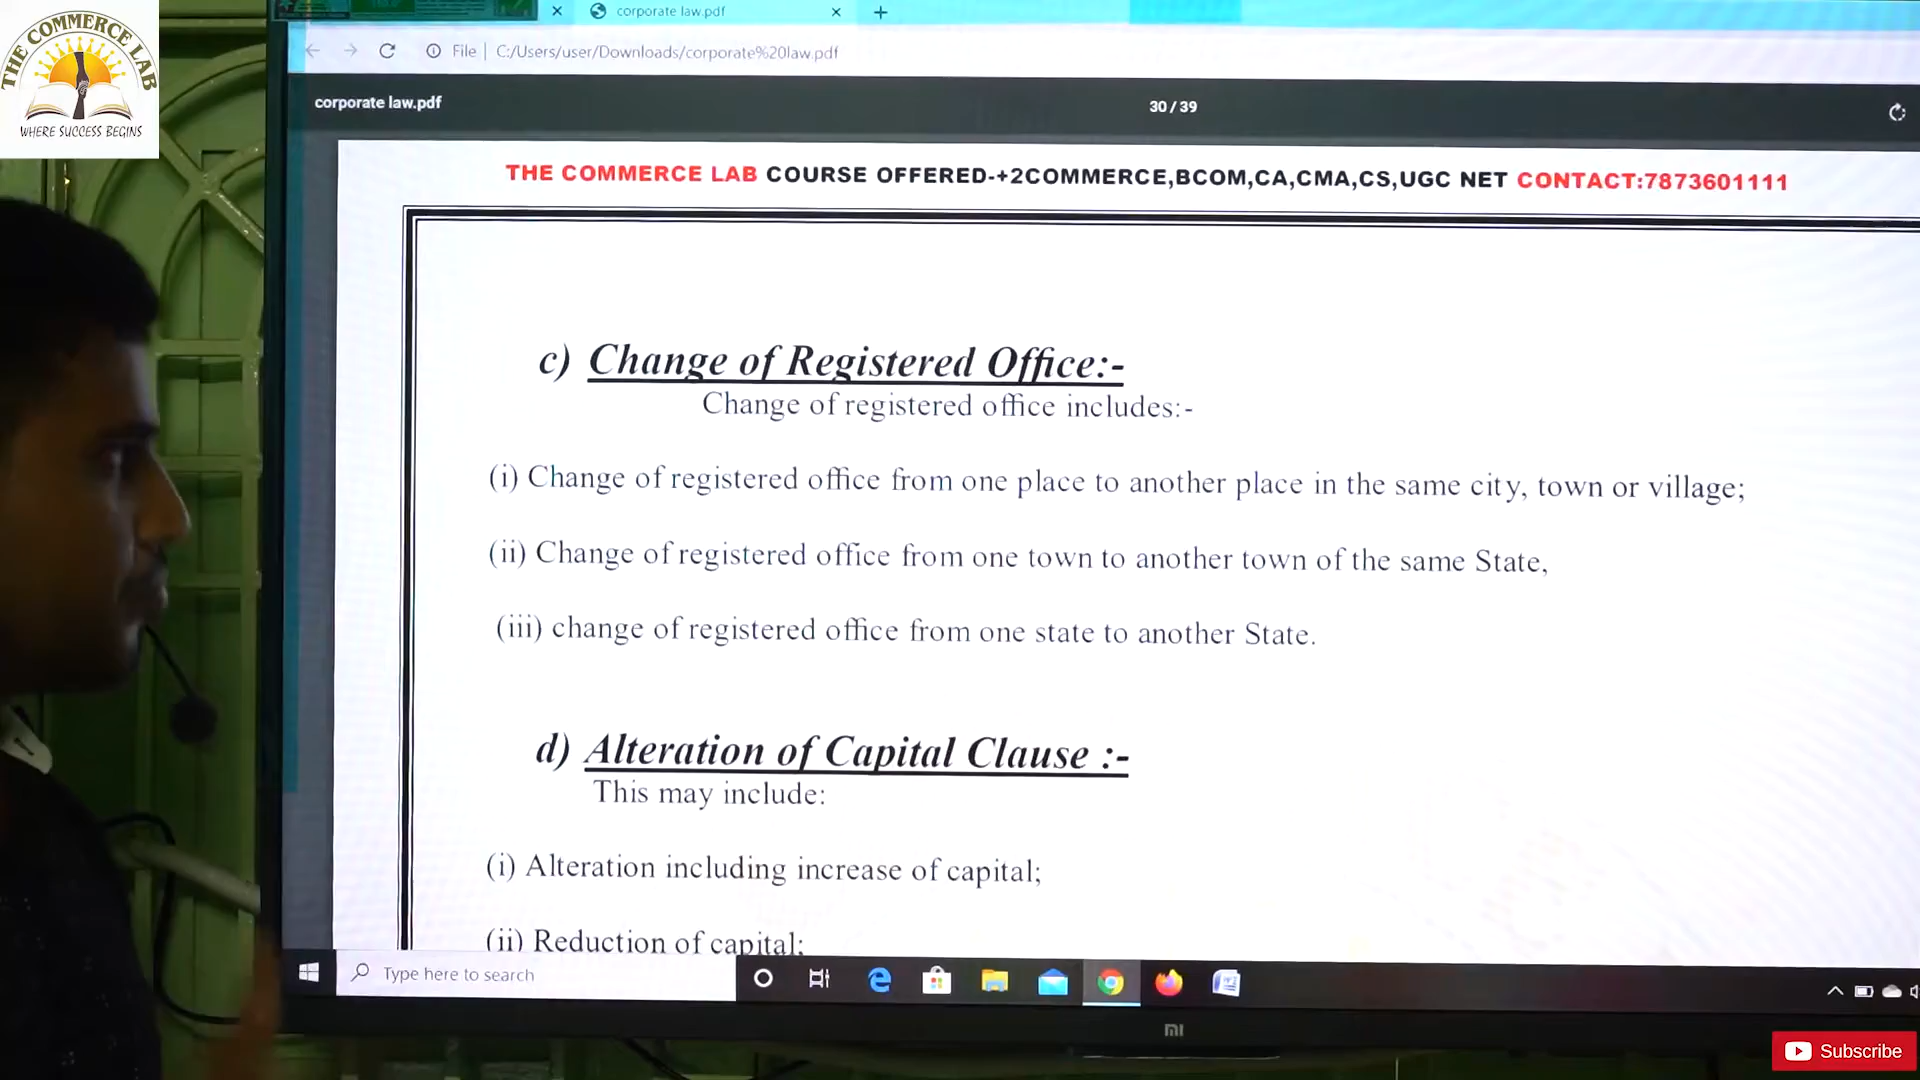 THE COMMERCE LAB
WHERE SUCCESS BEGINS
corporate law.pdf
File | C:/Users/user/Downloads/corporate%20law.pdf
corporate law.pdf
30 / 39
THE COMMERCE LAB COURSE OFFERED-+2COMMERCE,BCOM,CA,CMA,CS,UGC NET CONTACT:7873601111
c) Change of Registered Office:-
Change of registered office includes:-
(i) Change of registered office from one place to another place in the same city, town or village;
(ii) Change of registered office from one town to another town of the same State,
(iii) change of registered office from one state to another State.
d) Alteration of Capital Clause :-
This may include:
(i) Alteration including increase of capital;
(ii) Reduction of capital;
Type here to search
mi
Subscribe